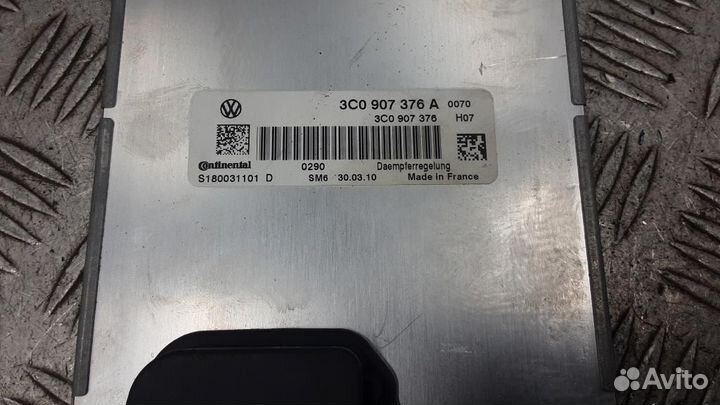 3C0 907 376 A 0070
3C0 907 376 H07
Continental 0290 Daempferregelung
S180031101 D SM6 30.03.10 Made in France
Avito